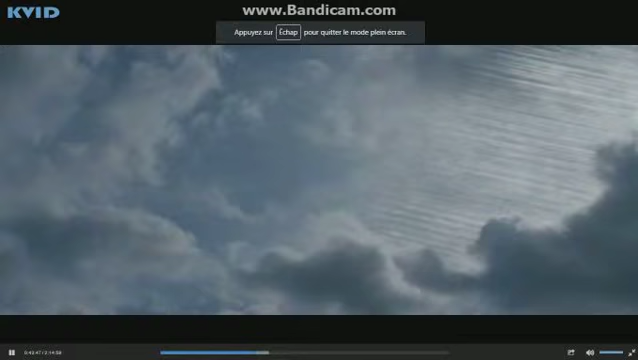 KVID
www.Bandicam.com
Appuyez sur Échap pour quitter le mode plein écran.